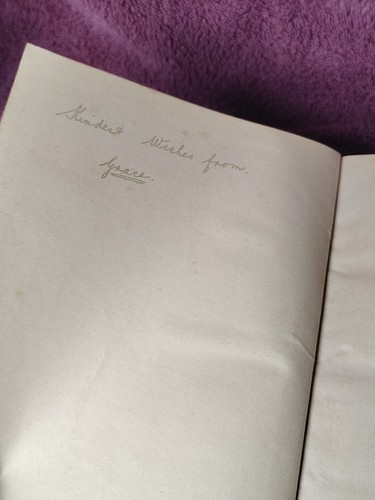 Kindest Wishes from.
Grace.